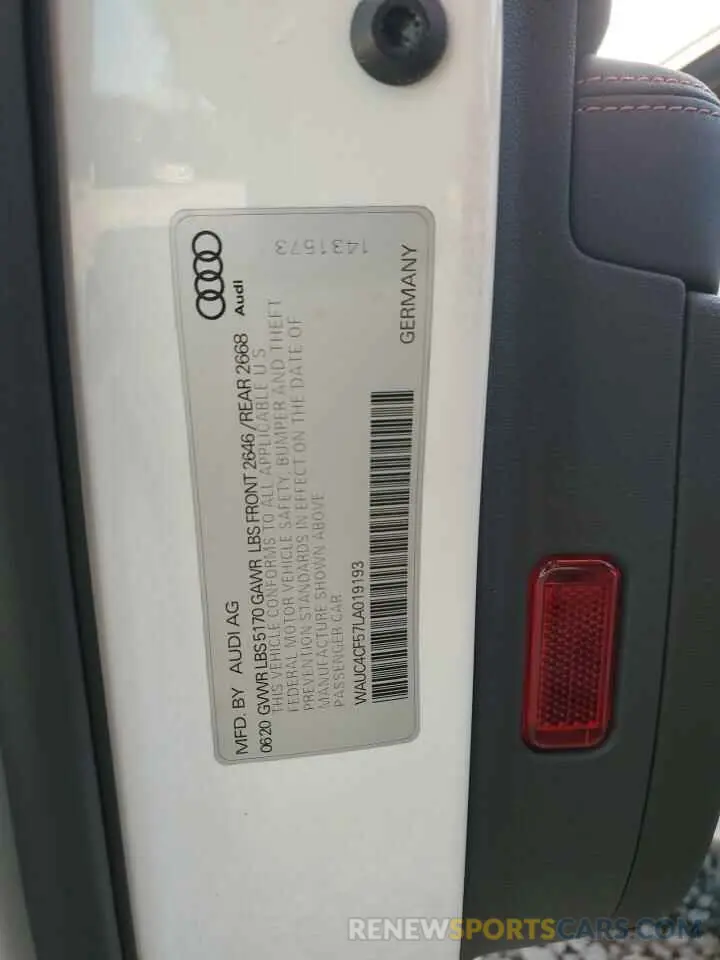 1431573
Audi
GERMANY
MFD. BY AUDI AG
0620 GVWR LBS 5170 GAWR LBS FRONT 2646 /REAR 2668
THIS VEHICLE CONFORMS TO ALL APPLICABLE U S
FEDERAL MOTOR VEHICLE SAFETY, BUMPER AND THEFT
PREVENTION STANDARDS IN EFFECT ON THE DATE OF
MANUFACTURE SHOWN ABOVE
PASSENGER CAR
WAUC4CF57LA019193
RENEWSPORTSCARS.COM